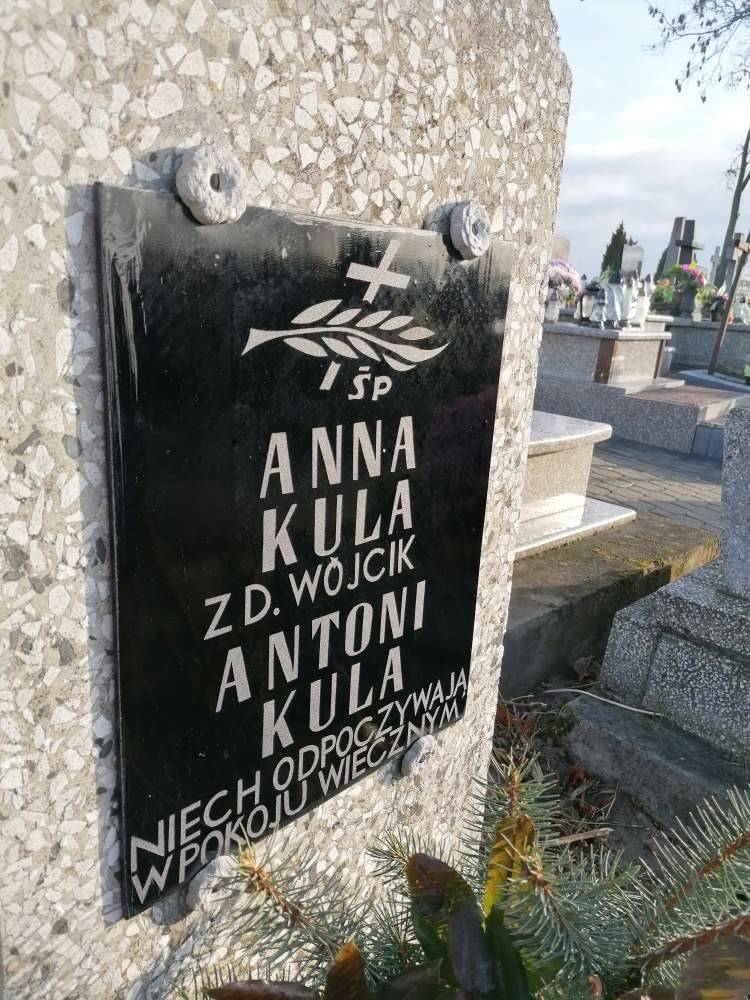 ŚP
ANNA
KULA
Z D. WÓJCIK
ANTONI
KULA
NIECH ODPOCZYWAJĄ
W POKOJU WIECZNYM